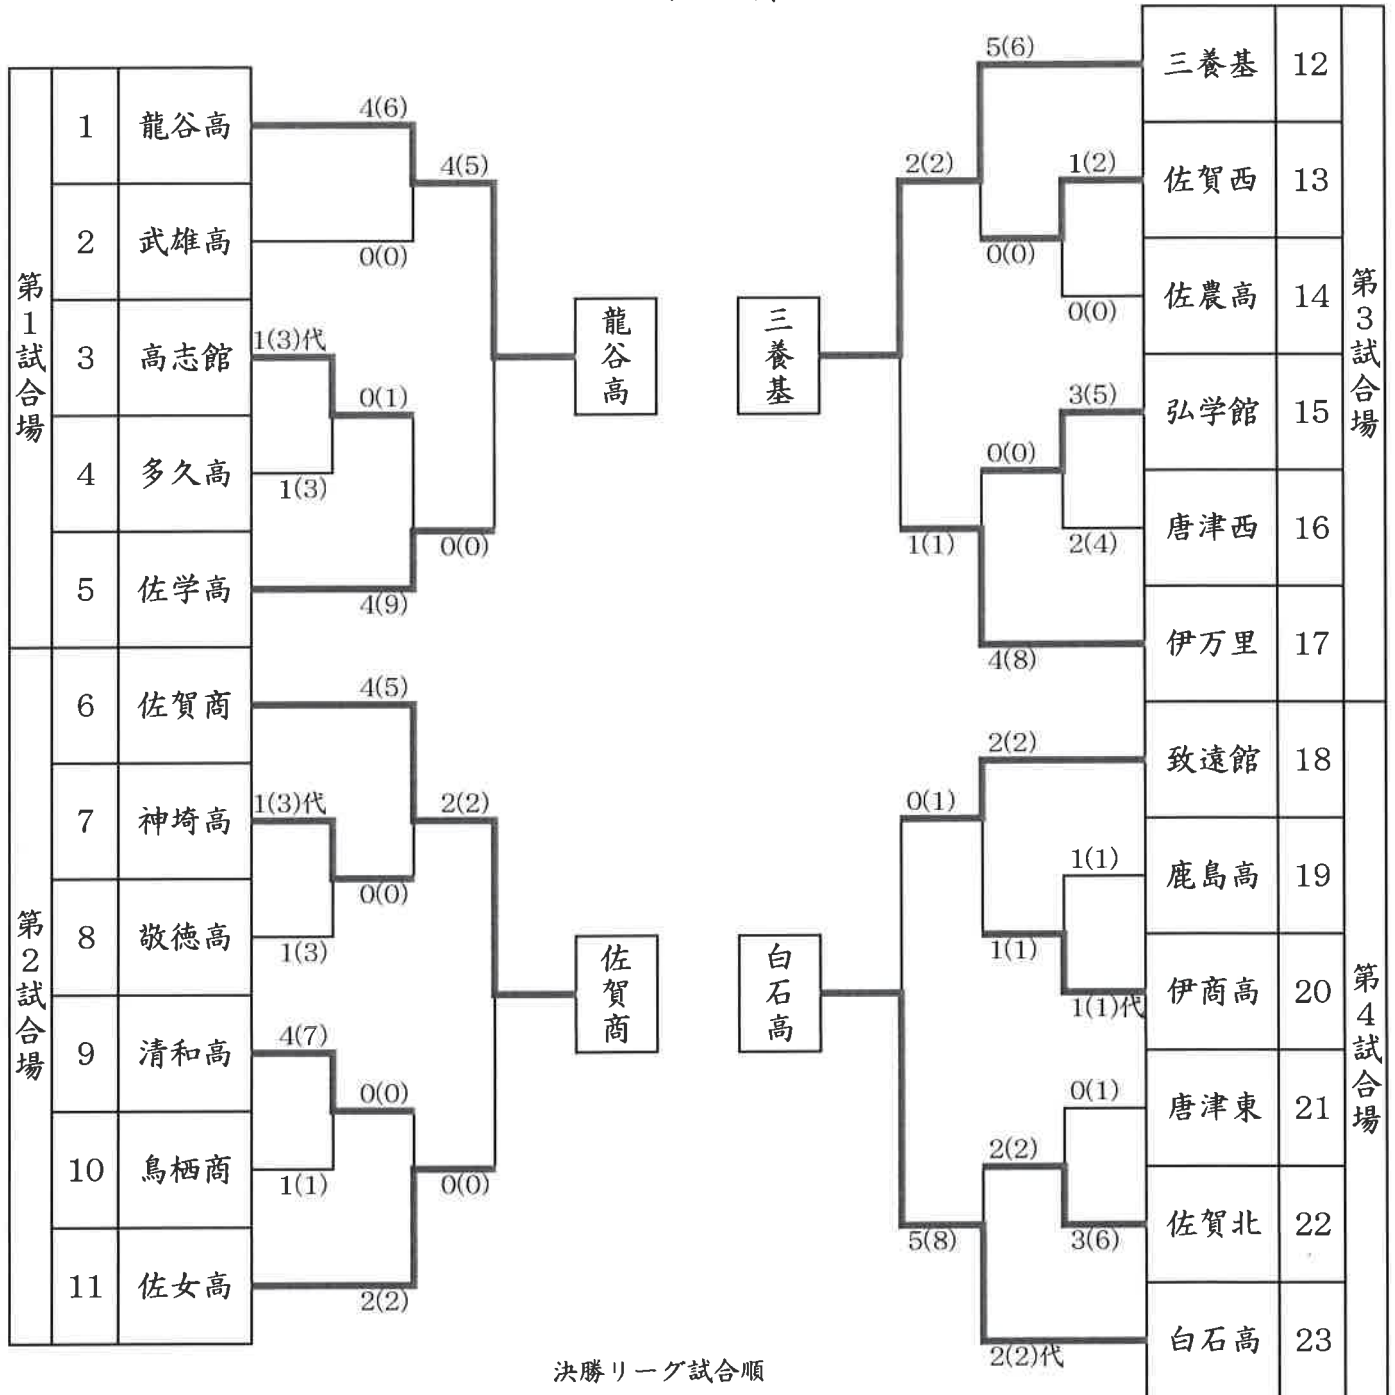 第1試合場
1 龍谷高
4(6)
4(5)
2 武雄高
0(0)
3 高志館
1(3)代
0(1)
4 多久高
1(3)
0(0)
5 佐学高
4(9)
龍谷高
第2試合場
6 佐賀商
4(5)
7 神埼高
1(3)代
2(2)
0(0)
8 敬徳高
1(3)
9 清和高
4(7)
0(0)
10 鳥栖商
1(1)
0(0)
11 佐女高
2(2)
佐賀商
第3試合場
三養基 12
5(6)
佐賀西 13
1(2)
2(2)
0(0)
佐農高 14
0(0)
弘学館 15
3(5)
0(0)
唐津西 16
2(4)
1(1)
伊万里 17
4(8)
三養基
第4試合場
致遠館 18
2(2)
0(1)
鹿島高 19
1(1)
1(1)
伊商高 20
1(1)代
唐津東 21
0(1)
2(2)
佐賀北 22
3(6)
5(8)
白石高 23
2(2)代
白石高
決勝リーグ試合順